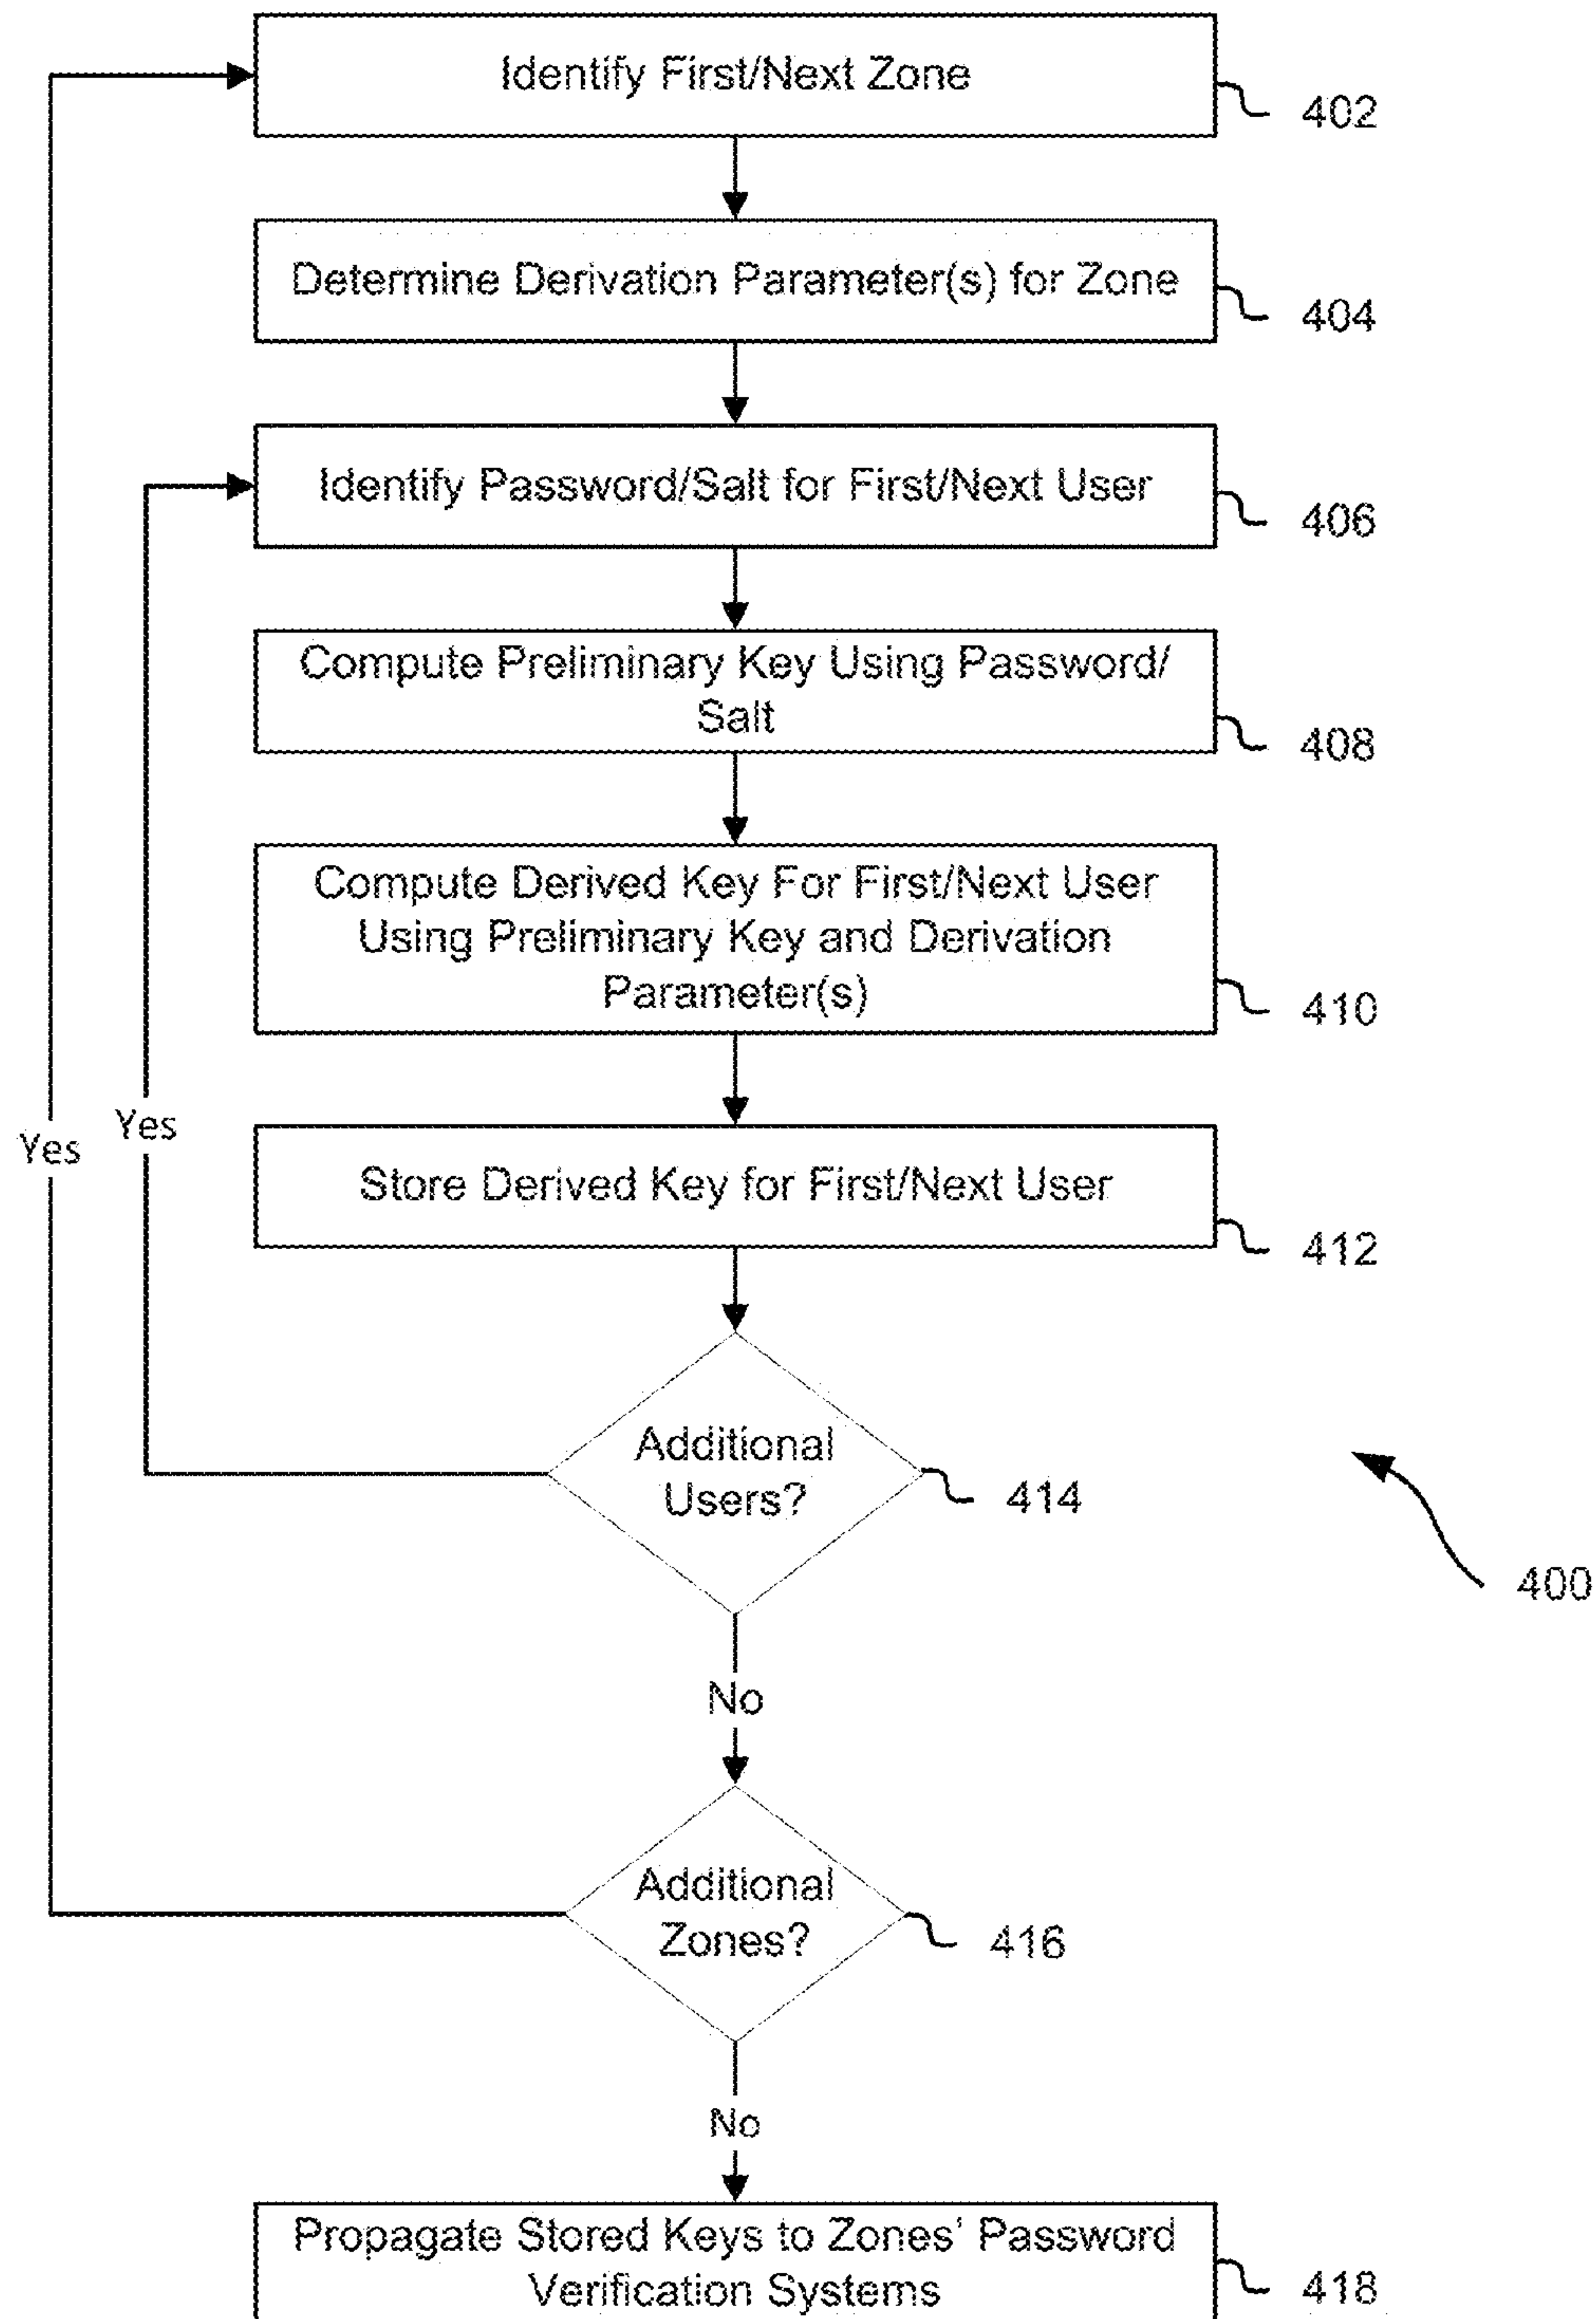 Identify First/Next Zone
402
Determine Derivation Parameter(s) for Zone
404
Identify Password/Salt for First/Next User
406
Compute Preliminary Key Using Password/
Salt
408
Compute Derived Key For First/Next User
Using Preliminary Key and Derivation
Parameter(s)
410
Yes
Yes
Store Derived Key for First/Next User
412
Additional
Users?
414
400
No
Additional
Zones?
416
No
Propagate Stored Keys to Zones' Password
Verification Systems
418